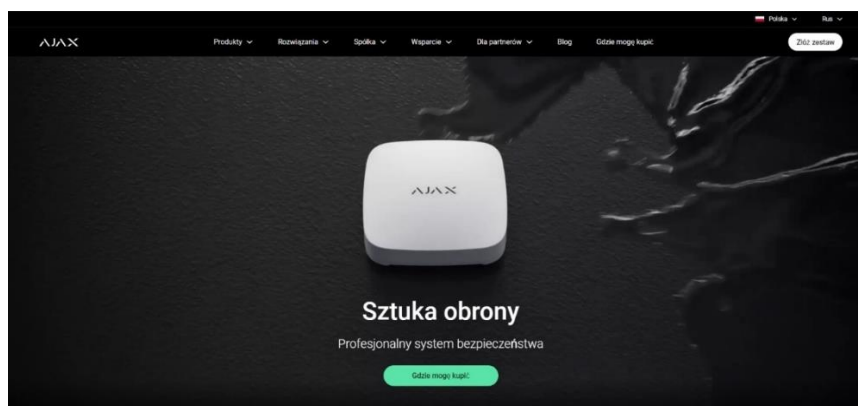 Polska Rus
AJAX Produkty Rozwiązania Spółka Wsparcie Dla partnerów Blog Gdzie mogę kupić Złóż zestaw
AJAX
Sztuka obrony
Profesjonalny system bezpieczeństwa
Gdzie mogę kupić